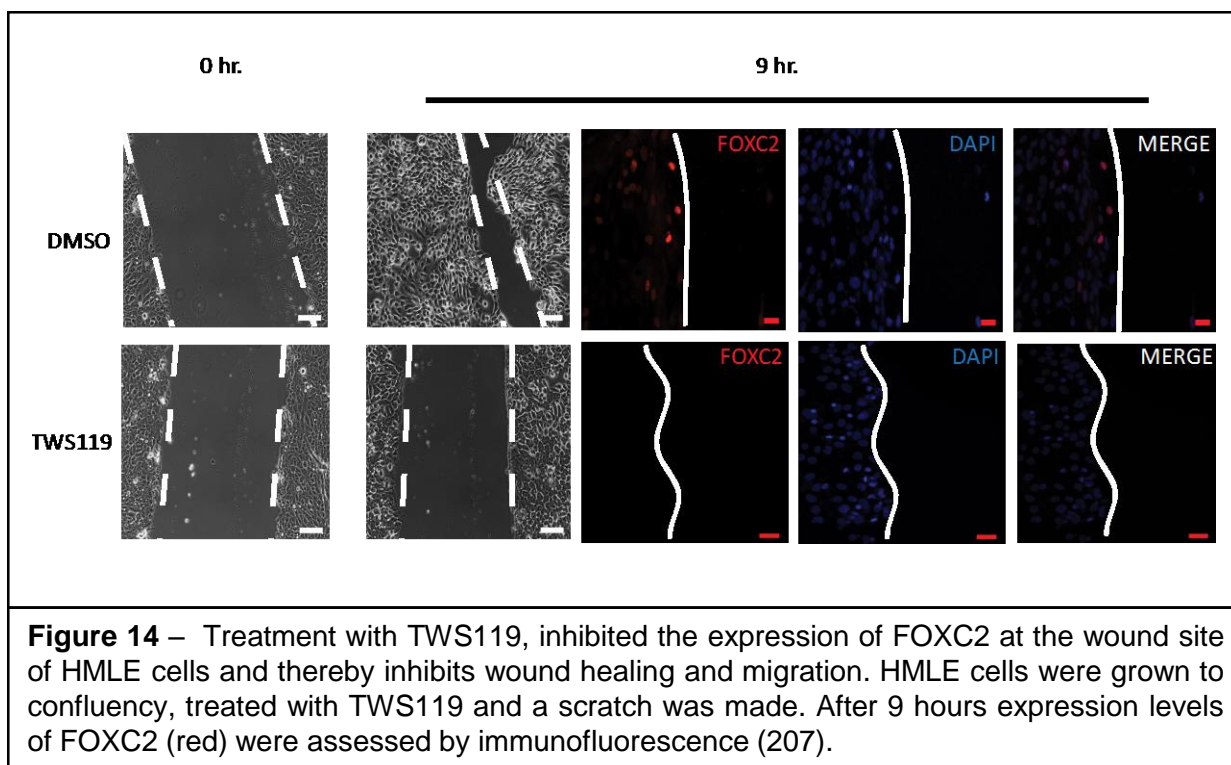 0 hr.
9 hr.
FOXC2
DAPI
MERGE
DMSO
FOXC2
DAPI
MERGE
TWS119
Figure 14 – Treatment with TWS119, inhibited the expression of FOXC2 at the wound site
of HMLE cells and thereby inhibits wound healing and migration. HMLE cells were grown to
confluency, treated with TWS119 and a scratch was made. After 9 hours expression levels
of FOXC2 (red) were assessed by immunofluorescence (207).